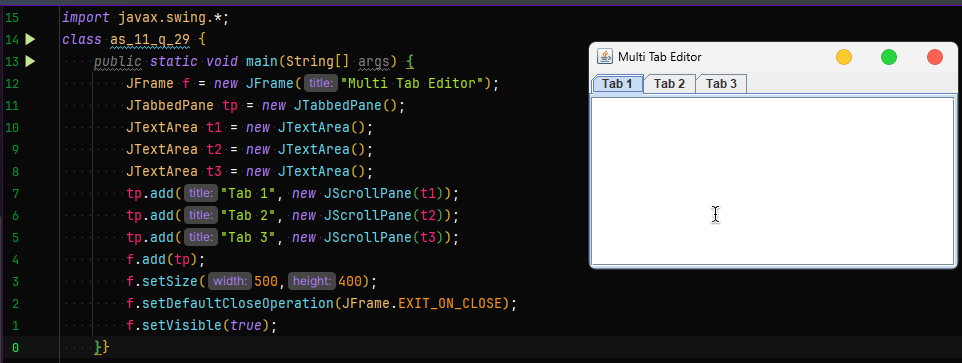 15 import javax.swing.*;
14 class as_11_q_29 {
13 public static void main(String[] args) {
12 JFrame f = new JFrame( title: "Multi Tab Editor");
11 JTabbedPane tp = new JTabbedPane();
10 JTextArea t1 = new JTextArea();
9 JTextArea t2 = new JTextArea();
8 JTextArea t3 = new JTextArea();
7 tp.add( title: "Tab 1", new JScrollPane(t1));
6 tp.add( title: "Tab 2", new JScrollPane(t2));
5 tp.add( title: "Tab 3", new JScrollPane(t3));
4 f.add(tp);
3 f.setSize( width: 500, height: 400);
2 f.setDefaultCloseOperation(JFrame.EXIT_ON_CLOSE);
1 f.setVisible(true);
0 }}
Multi Tab Editor
Tab 1 Tab 2 Tab 3